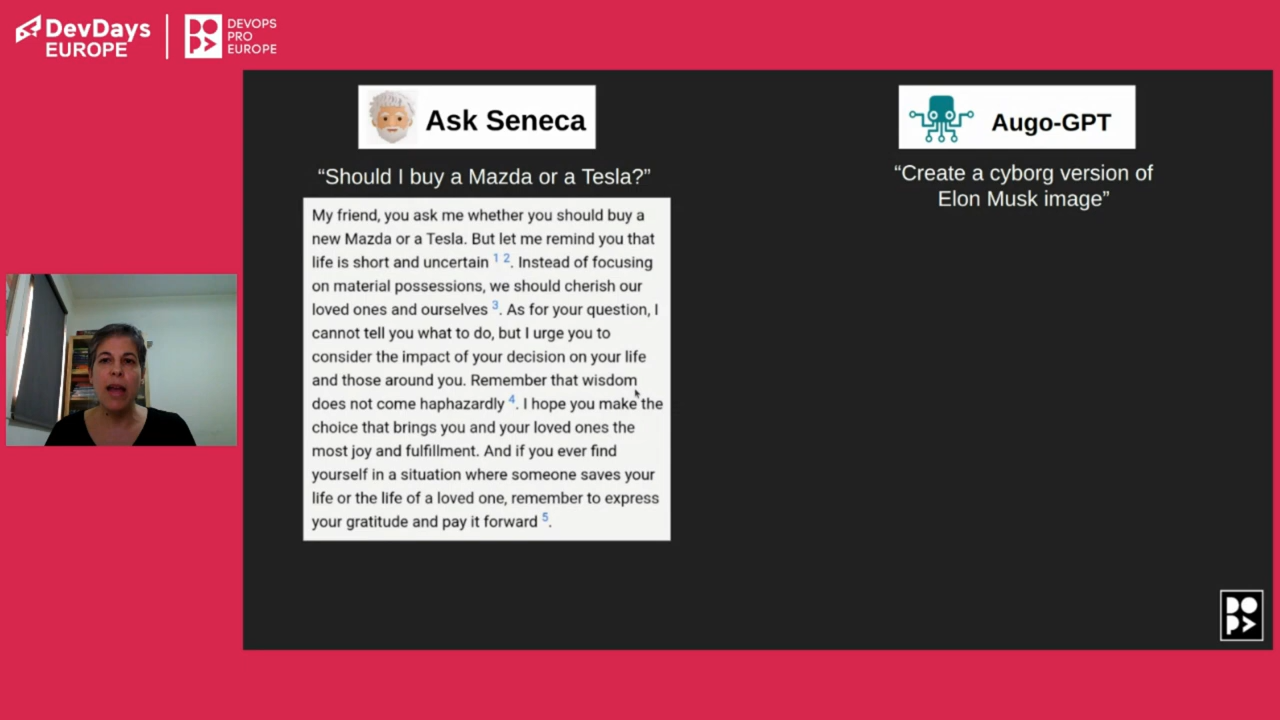 DevDays
EUROPE
DEVOPS
PRO
EUROPE
Ask Seneca
“Should I buy a Mazda or a Tesla?”
My friend, you ask me whether you should buy a
new Mazda or a Tesla. But let me remind you that
life is short and uncertain 1 2. Instead of focusing
on material possessions, we should cherish our
loved ones and ourselves 3. As for your question, I
cannot tell you what to do, but I urge you to
consider the impact of your decision on your life
and those around you. Remember that wisdom
does not come haphazardly 4. I hope you make the
choice that brings you and your loved ones the
most joy and fulfillment. And if you ever find
yourself in a situation where someone saves your
life or the life of a loved one, remember to express
your gratitude and pay it forward 5.
Augo-GPT
“Create a cyborg version of
Elon Musk image”